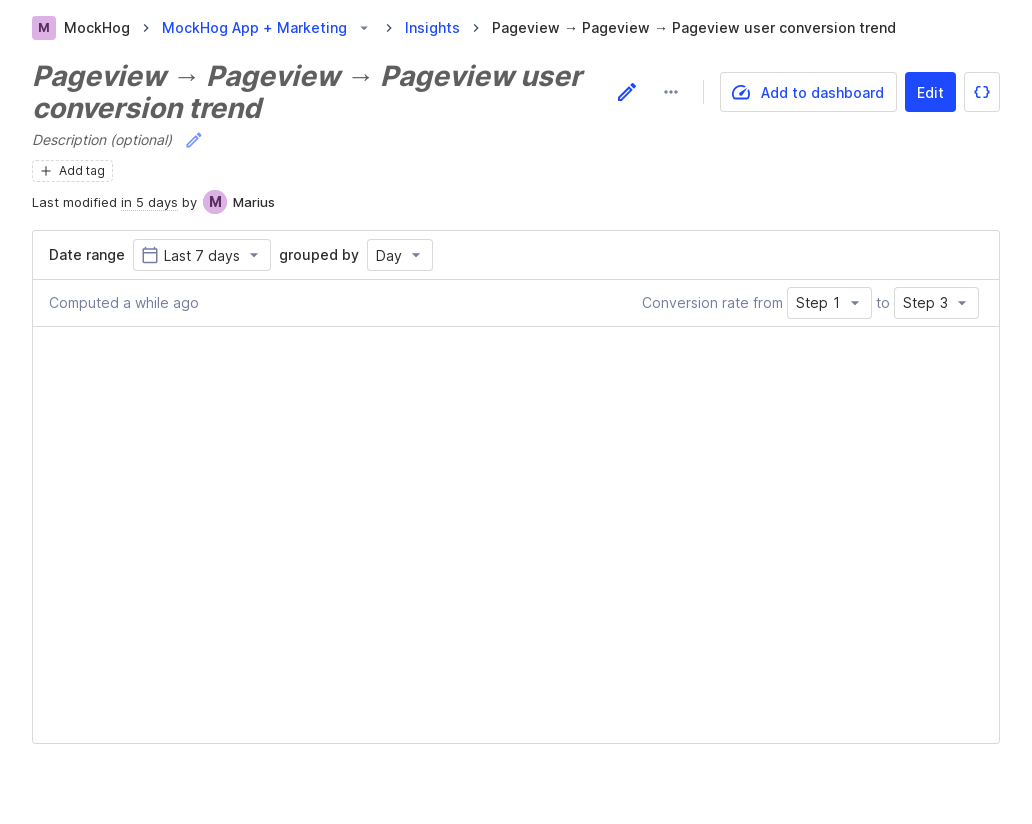 M MockHog > MockHog App + Marketing > Insights > Pageview → Pageview → Pageview user conversion trend
Pageview → Pageview → Pageview user
conversion trend
Add to dashboard Edit {}
Description (optional)
+ Add tag
Last modified in 5 days by M Marius
Date range Last 7 days grouped by Day
Computed a while ago Conversion rate from Step 1 to Step 3